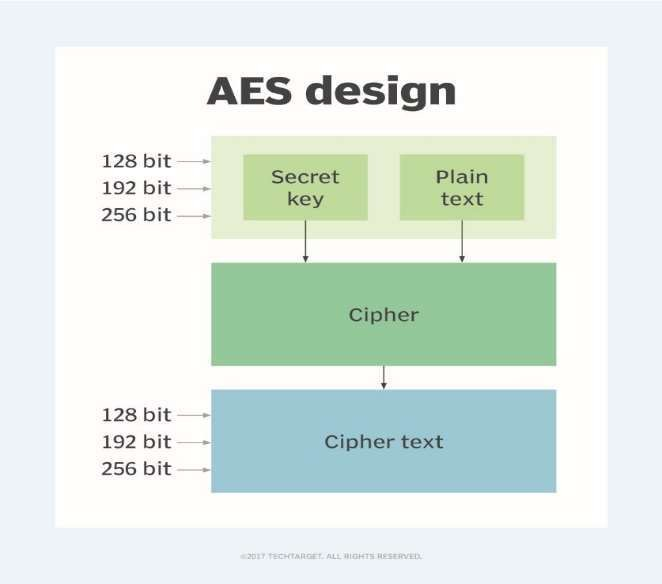 AES design
128 bit
192 bit
256 bit
Secret
key
Plain
text
Cipher
128 bit
192 bit
256 bit
Cipher text
©2017 TECHTARGET. ALL RIGHTS RESERVED.